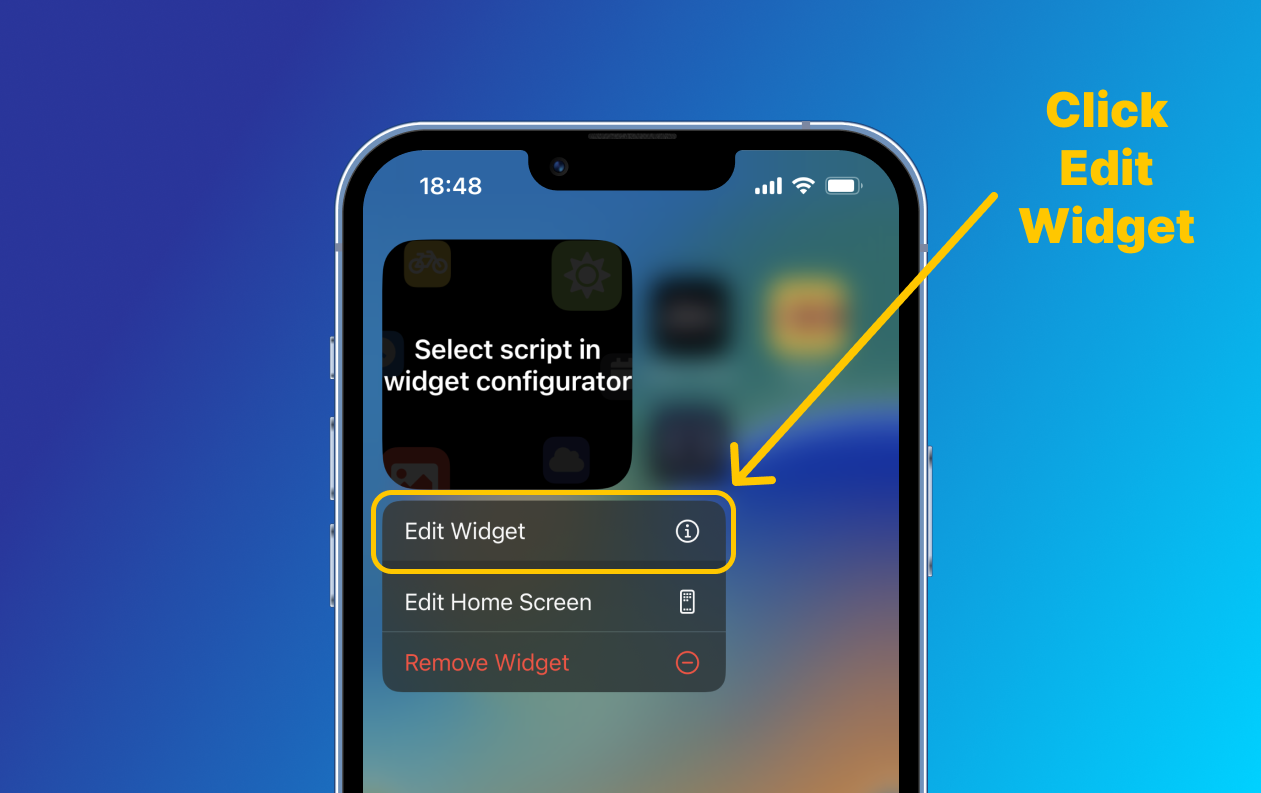 Click
Edit
Widget
18:48
Select script in
widget configurator
Edit Widget
Edit Home Screen
Remove Widget